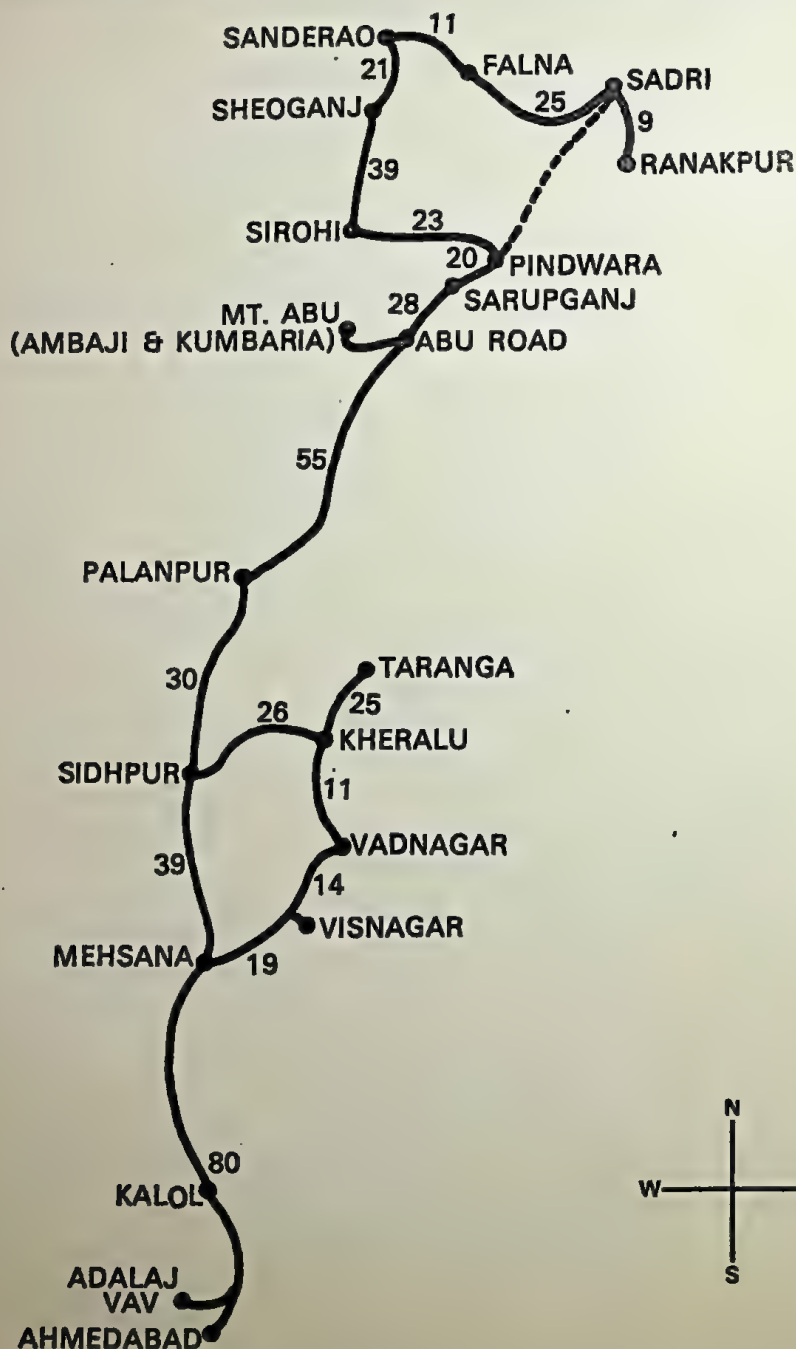 11
SANDERAO
FALNA
SADRI
21
25
9
SHEOGANJ
RANAKPUR
39
23
SIROHI
20
PINDWARA
SARUPGANJ
28
MT. ABU
(AMBAJI & KUMBARIA)
ABU ROAD
55
PALANPUR
TARANGA
30
25
26
KHERALU
SIDHPUR
11
VADNAGAR
39
14
VISNAGAR
MEHSANA
19
N
80
W
KALOL
S
ADALAJ
VAV
AHMEDABAD